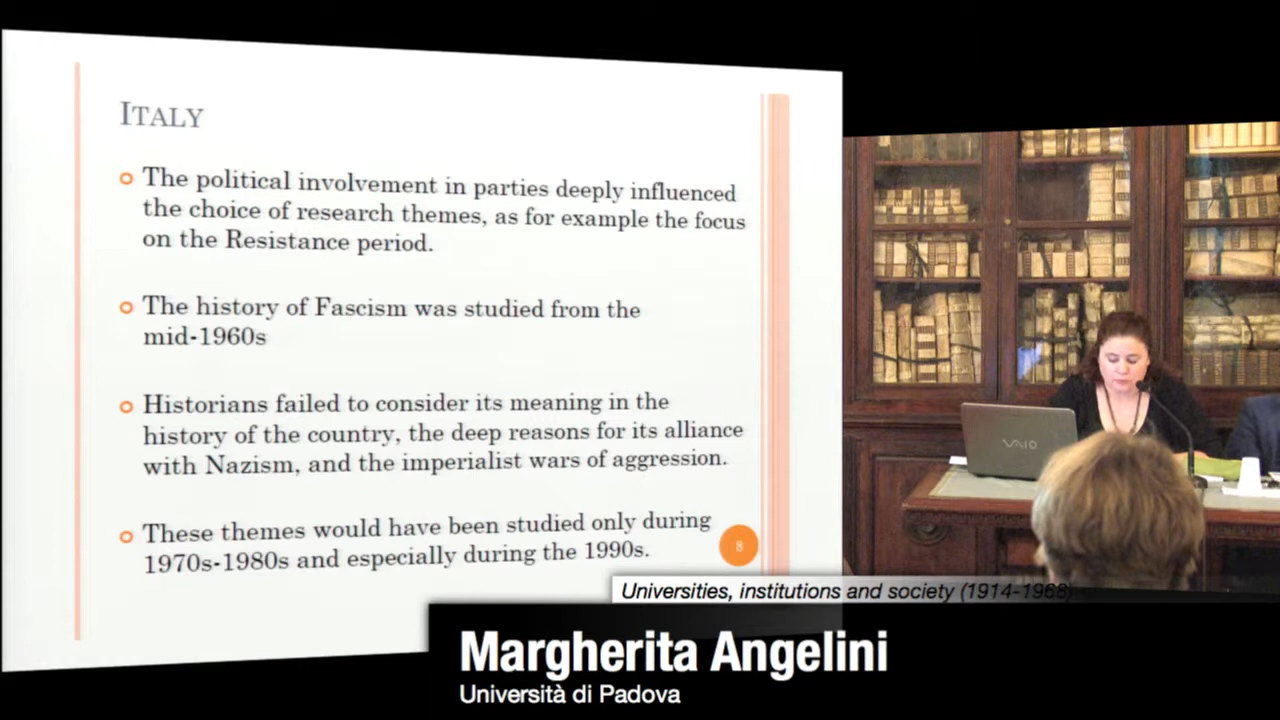 ITALY
The political involvement in parties deeply influenced
the choice of research themes, as for example the focus
on the Resistance period.
The history of Fascism was studied from the
mid-1960s
Historians failed to consider its meaning in the
history of the country, the deep reasons for its alliance
with Nazism, and the imperialist wars of aggression.
These themes would have been studied only during
1970s-1980s and especially during the 1990s.
8
VAIO
Universities, institutions and society (1914-1968)
Margherita Angelini
Università di Padova